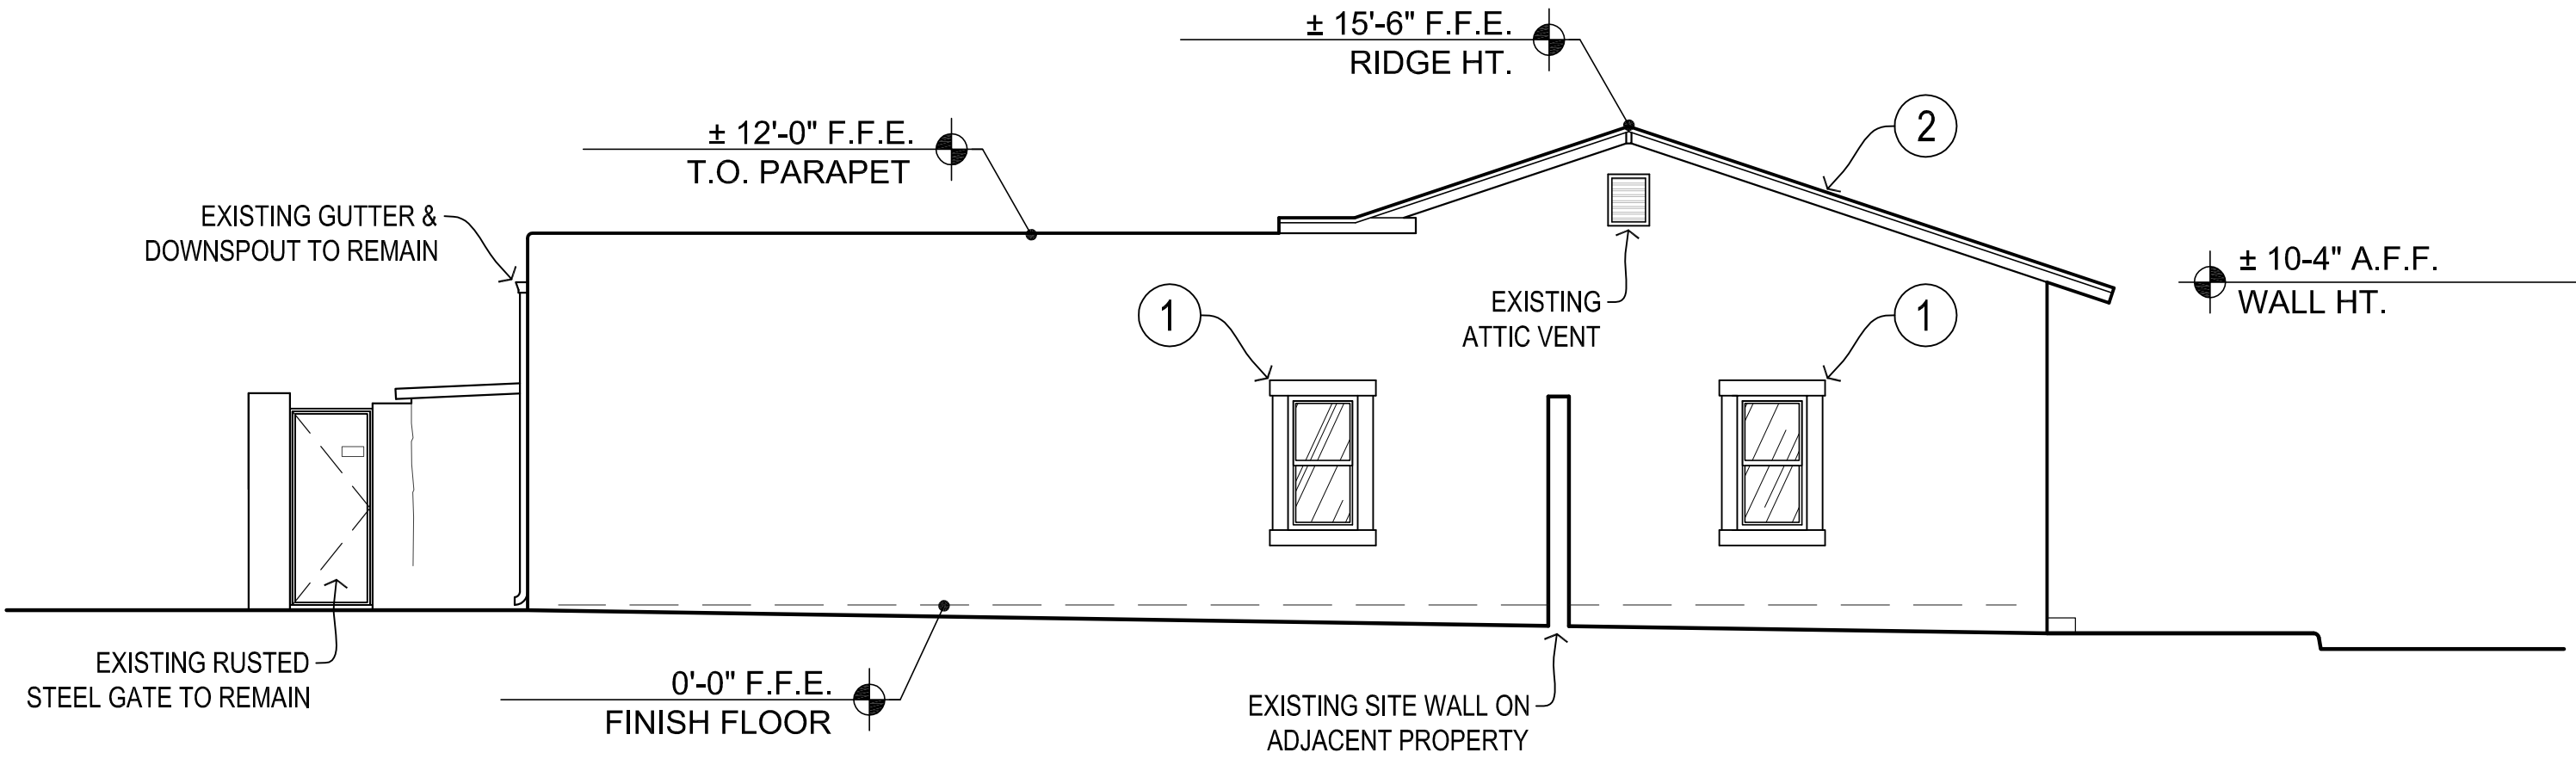 ± 15'-6" F.F.E.
RIDGE HT.
2
± 12'-0" F.F.E.
T.O. PARAPET
EXISTING GUTTER &
DOWNSPOUT TO REMAIN
± 10-4" A.F.F.
WALL HT.
1
EXISTING
ATTIC VENT
1
EXISTING RUSTED
STEEL GATE TO REMAIN
0'-0" F.F.E.
FINISH FLOOR
EXISTING SITE WALL ON
ADJACENT PROPERTY